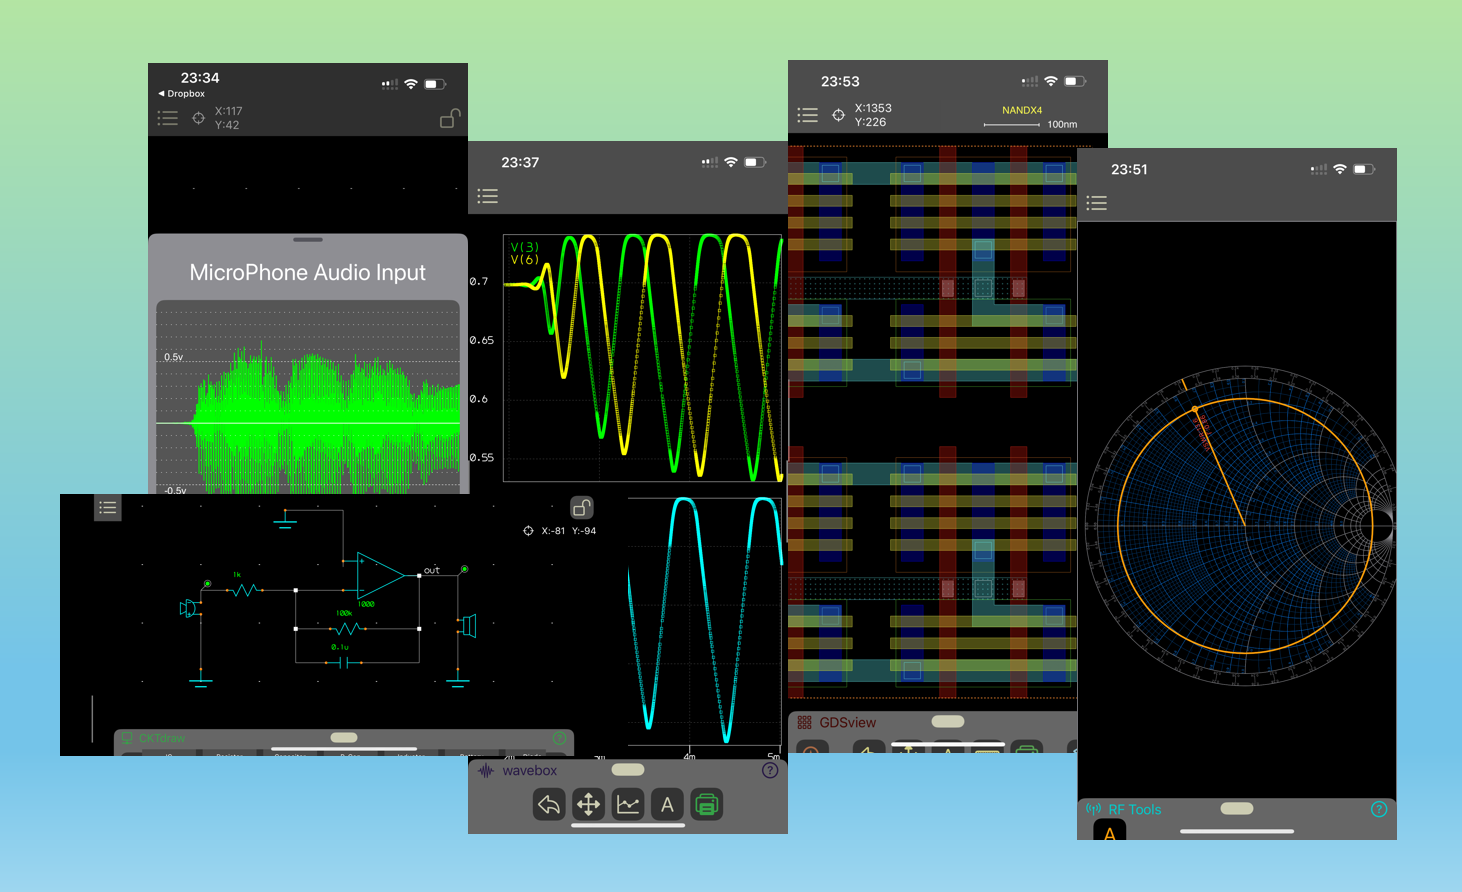 23:34
◀ Dropbox
X:117
Y:42
MicroPhone Audio Input
0.5v
-0.5v
23:37
V(3)
V(6)
0.7
0.65
0.6
0.55
4m
5m
wavebox
?
A
23:53
X:1353
Y:226
NANDX4
100nm
GDSview
23:51
RF Tools
?
A
X:-81 Y:-94
out
1k
1000
100k
0.1u
+
-
CKTdraw
?